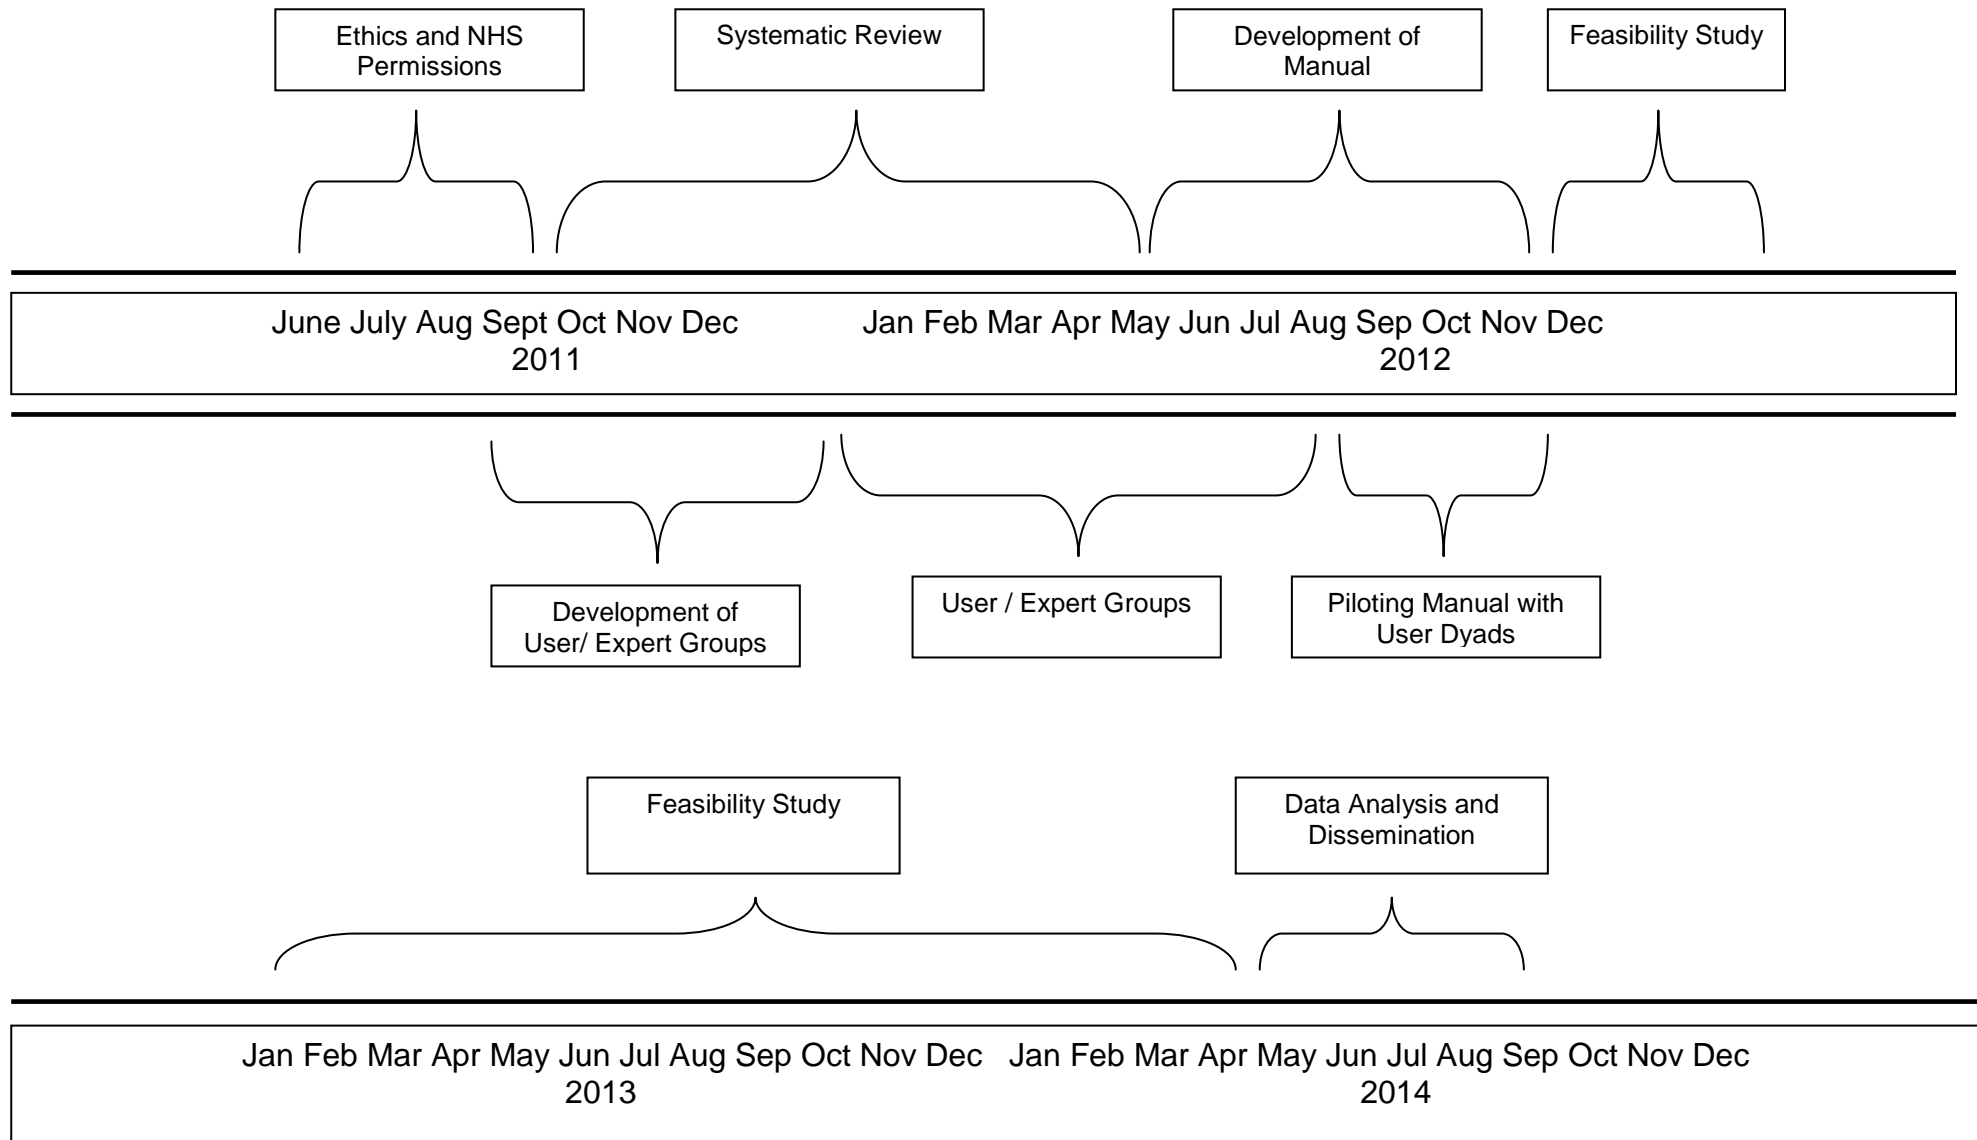 Ethics and NHS
Permissions
Systematic Review
Development of
Manual
Feasibility Study
June July Aug Sept Oct Nov Dec
2011
Jan Feb Mar Apr May Jun Jul Aug Sep Oct Nov Dec
2012
Development of
User/ Expert Groups
User / Expert Groups
Piloting Manual with
User Dyads
Feasibility Study
Data Analysis and
Dissemination
Jan Feb Mar Apr May Jun Jul Aug Sep Oct Nov Dec
2013
Jan Feb Mar Apr May Jun Jul Aug Sep Oct Nov Dec
2014